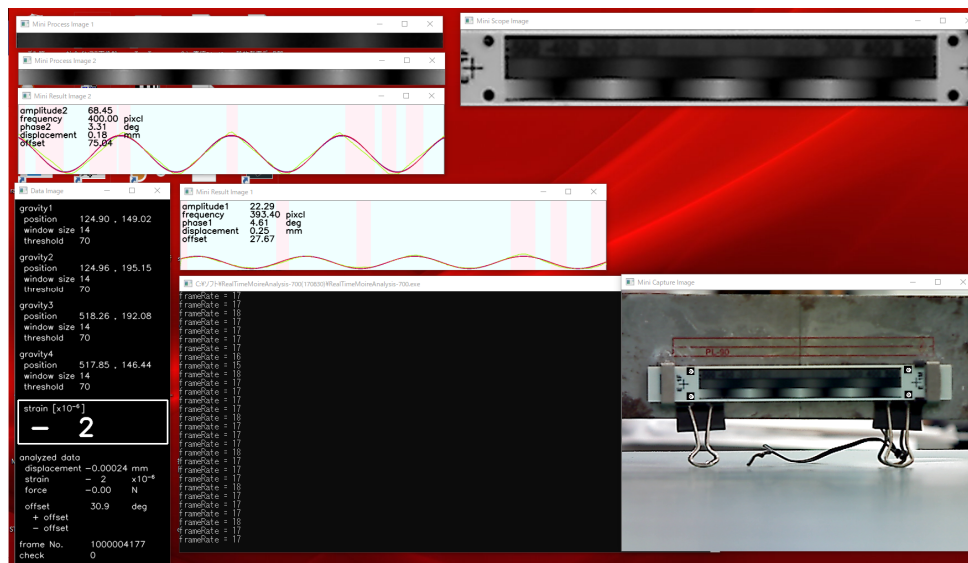 Mini Process Image 1
Mini Process Image 2
Mini Result Image 2
amplitude2 68.45
frequency 400.00 pixcl
phase2 3.31 deg
displacement 0.18 mm
offset 75.04
Mini Scope Image
Data Image
gravity1
position 124.90 , 149.02
window size 14
threshold 70
gravity2
position 124.96 , 195.15
window size 14
threshold 70
gravity3
position 518.26 , 192.08
window size 14
threshold 70
gravity4
position 517.85 , 146.44
window size 14
threshold 70
strain [x10⁻⁶]
- 2
analyzed data
displacement -0.00024 mm
strain - 2 x10⁻⁶
force -0.00 N
offset 30.9 deg
+ offset
- offset
frame No. 1000004177
check 0
Mini Result Image 1
amplitude1 22.29
frequency 393.40 pixcl
phase1 4.61 deg
displacement 0.25 mm
offset 27.67
C:¥ソフト¥RealTimeMoireAnalysis-700(170830)¥RealTimeMoireAnalysis-700.exe
frameRate = 17
frameRate = 17
frameRate = 18
frameRate = 17
frameRate = 17
frameRate = 17
frameRate = 17
frameRate = 16
frameRate = 15
frameRate = 18
frameRate = 17
frameRate = 17
frameRate = 17
frameRate = 17
frameRate = 18
frameRate = 17
frameRate = 17
frameRate = 17
frameRate = 18
frameRate = 17
frameRate = 17
frameRate = 17
frameRate = 18
frameRate = 17
frameRate = 17
frameRate = 17
frameRate = 18
frameRate = 17
frameRate = 17
Mini Capture Image